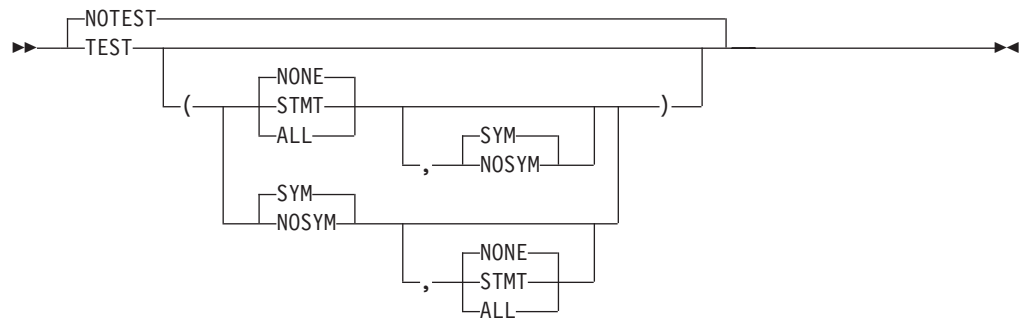 NOTEST
TEST
(
NONE
STMT
ALL
,
SYM
NOSYM
)
SYM
NOSYM
,
NONE
STMT
ALL